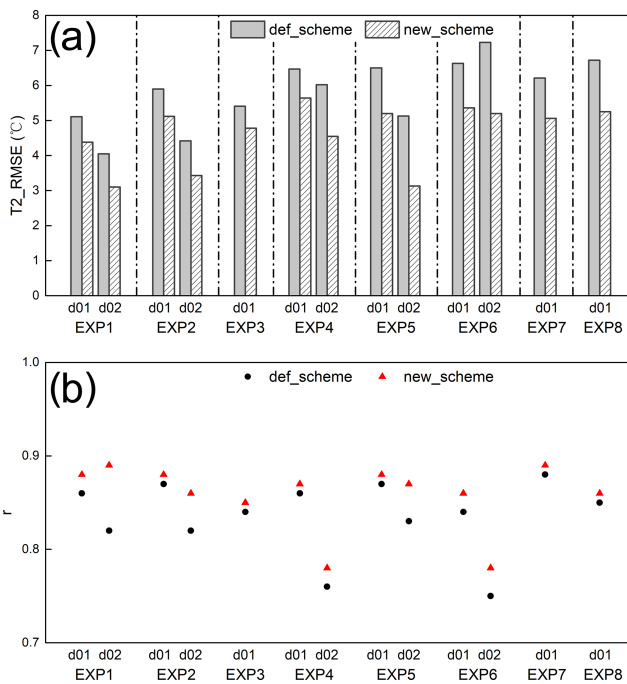 (a)
def_scheme new_scheme
T2_RMSE (℃)
8
7
6
5
4
3
2
1
0
d01 d02 d01 d02 d01 d01 d02 d01 d02 d01 d02 d01 d01
EXP1 EXP2 EXP3 EXP4 EXP5 EXP6 EXP7 EXP8
(b)
def_scheme new_scheme
r
1.0
0.9
0.8
0.7
d01 d02 d01 d02 d01 d01 d02 d01 d02 d01 d02 d01 d01
EXP1 EXP2 EXP3 EXP4 EXP5 EXP6 EXP7 EXP8